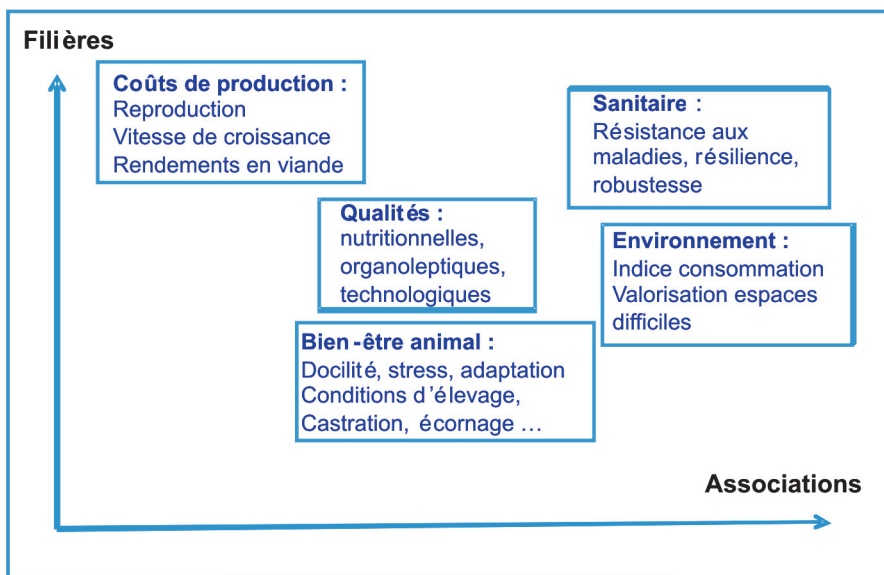 Filières
Coûts de production :
Reproduction
Vitesse de croissance
Rendements en viande
Sanitaire :
Résistance aux
maladies, résilience,
robustesse
Qualités :
nutritionnelles,
organoleptiques,
technologiques
Environnement :
Indice consommation
Valorisation espaces
difficiles
Bien-être animal :
Docilité, stress, adaptation
Conditions d'élevage,
Castration, écornage ...
Associations